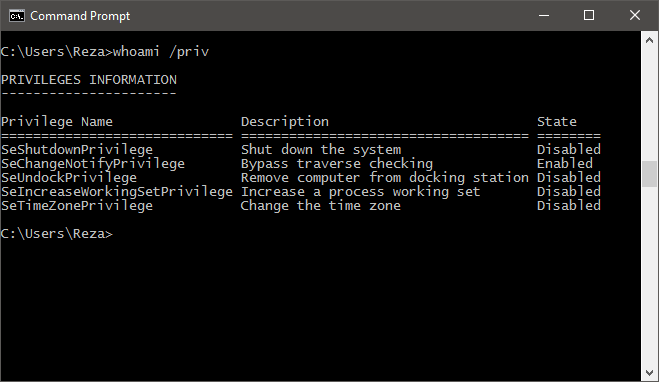 Command Prompt
C:\Users\Reza>whoami /priv
PRIVILEGES INFORMATION
----------------------
Privilege Name                Description                          State
============================= ==================================== ========
SeShutdownPrivilege           Shut down the system                 Disabled
SeChangeNotifyPrivilege       Bypass traverse checking             Enabled
SeUndockPrivilege             Remove computer from docking station Disabled
SeIncreaseWorkingSetPrivilege Increase a process working set       Disabled
SeTimeZonePrivilege           Change the time zone                 Disabled
C:\Users\Reza>